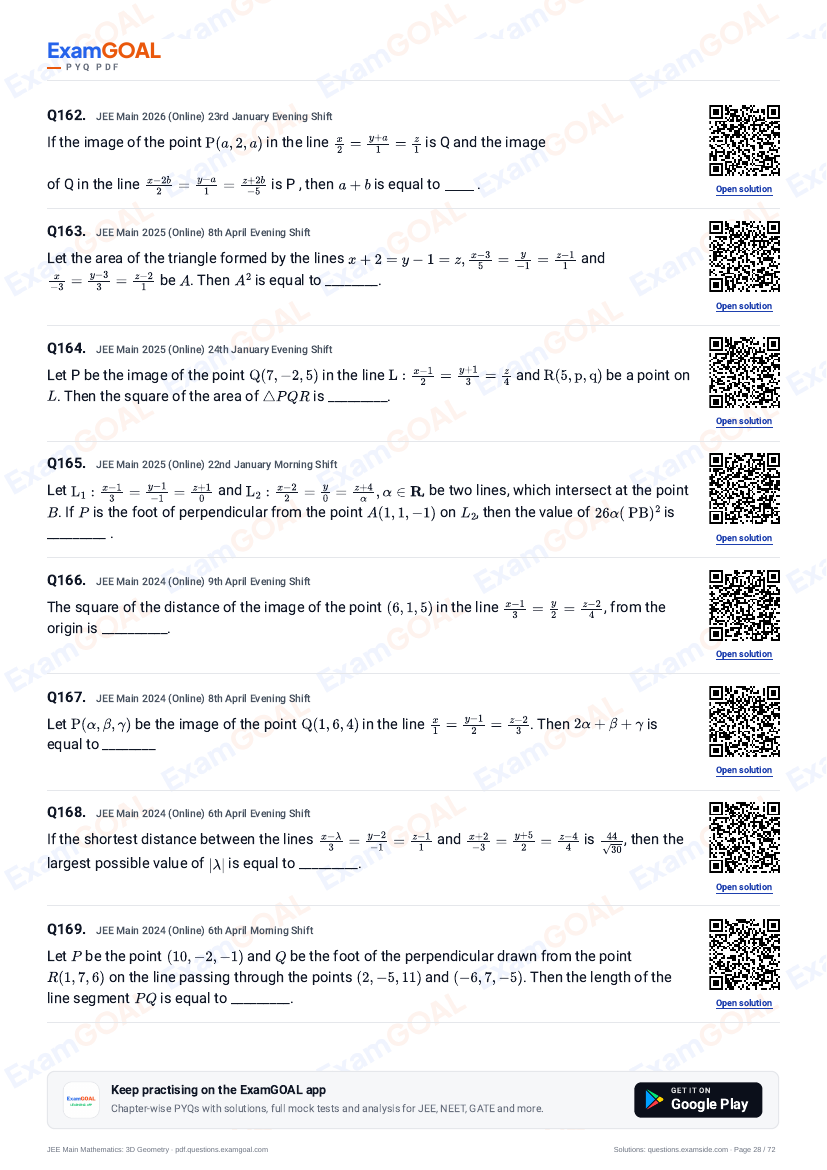 ExamGOAL
PYQ PDF
Q162. JEE Main 2026 (Online) 23rd January Evening Shift
If the image of the point P(a, 2, a) in the line x/2 = y+a/1 = z/1 is Q and the image
of Q in the line x−2b/2 = y−a/1 = z+2b/−5 is P , then a + b is equal to ____ .
Open solution
Q163. JEE Main 2025 (Online) 8th April Evening Shift
Let the area of the triangle formed by the lines x + 2 = y − 1 = z, x−3/5 = y/−1 = z−1/1 and
x/−3 = y−3/3 = z−2/1 be A. Then A² is equal to ________.
Open solution
Q164. JEE Main 2025 (Online) 24th January Evening Shift
Let P be the image of the point Q(7, −2, 5) in the line L : x−1/2 = y+1/3 = z/4 and R(5, p, q) be a point on
L. Then the square of the area of △PQR is _________.
Open solution
Q165. JEE Main 2025 (Online) 22nd January Morning Shift
Let L₁ : x−1/3 = y−1/−1 = z+1/0 and L₂ : x−2/2 = y/0 = z+4/α, α ∈ R, be two lines, which intersect at the point
B. If P is the foot of perpendicular from the point A(1, 1, −1) on L₂, then the value of 26α( PB)² is
_________ .
Open solution
Q166. JEE Main 2024 (Online) 9th April Evening Shift
The square of the distance of the image of the point (6, 1, 5) in the line x−1/3 = y/2 = z−2/4, from the
origin is __________.
Open solution
Q167. JEE Main 2024 (Online) 8th April Evening Shift
Let P(α, β, γ) be the image of the point Q(1, 6, 4) in the line x/1 = y−1/2 = z−2/3. Then 2α + β + γ is
equal to ________
Open solution
Q168. JEE Main 2024 (Online) 6th April Evening Shift
If the shortest distance between the lines x−λ/3 = y−2/−1 = z−1/1 and x+2/−3 = y+5/2 = z−4/4 is 44/√30, then the
largest possible value of |λ| is equal to _________.
Open solution
Q169. JEE Main 2024 (Online) 6th April Morning Shift
Let P be the point (10, −2, −1) and Q be the foot of the perpendicular drawn from the point
R(1, 7, 6) on the line passing through the points (2, −5, 11) and (−6, 7, −5). Then the length of the
line segment PQ is equal to _________.
Open solution
ExamGOAL
Keep practising on the ExamGOAL app
Chapter-wise PYQs with solutions, full mock tests and analysis for JEE, NEET, GATE and more.
GET IT ON
Google Play
JEE Main Mathematics: 3D Geometry · pdf.questions.examgoal.com
Solutions: questions.examside.com · Page 28 / 72